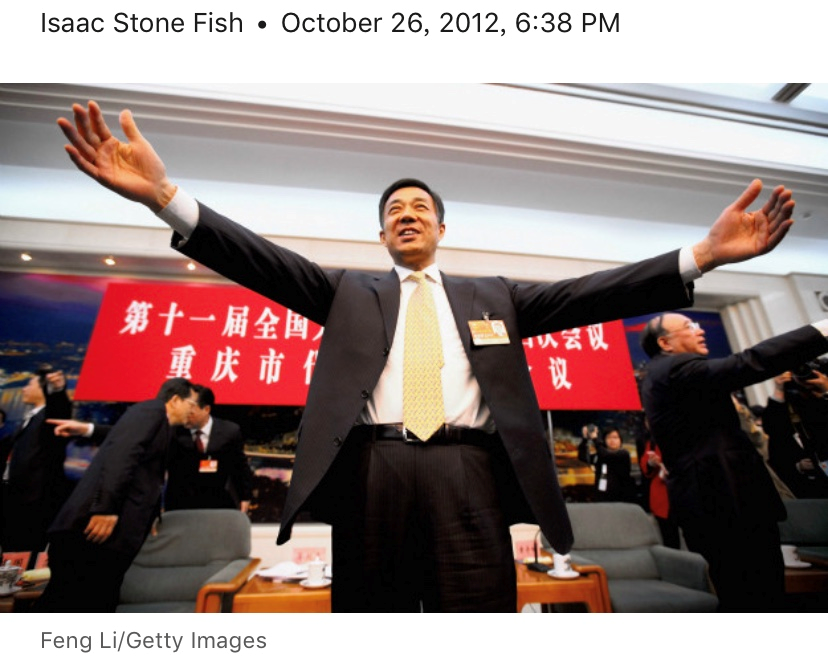 Isaac Stone Fish • October 26, 2012, 6:38 PM
第十一届全国 会议
重庆市 议
Feng Li/Getty Images